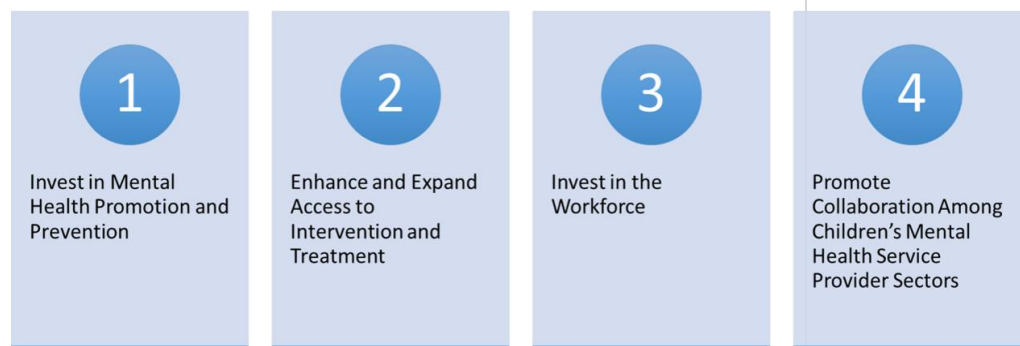 1
Invest in Mental
Health Promotion and
Prevention
2
Enhance and Expand
Access to
Intervention and
Treatment
3
Invest in the
Workforce
4
Promote
Collaboration Among
Children's Mental
Health Service
Provider Sectors